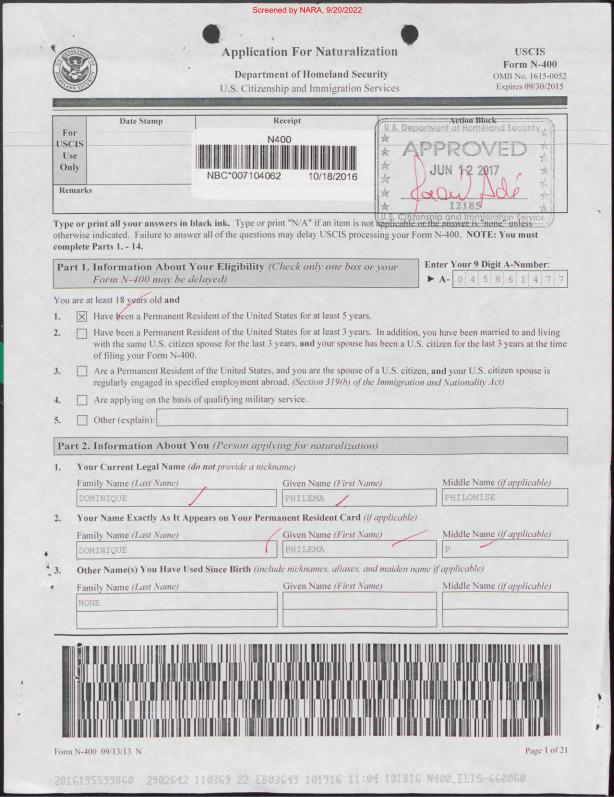 Screened by NARA, 9/20/2022
Application For Naturalization
Department of Homeland Security
U.S. Citizenship and Immigration Services
USCIS
Form N-400
OMB No. 1615-0052
Expires 09/30/2015
For USCIS Use Only
Date Stamp
Receipt
Action Block
N400
NBC*007104062 10/18/2016
U.S. Department of Homeland Security
APPROVED
JUN 12 2017
12185
U.S. Citizenship and Immigration Service
Remarks
Type or print all your answers in black ink. Type or print "N/A" if an item is not applicable or the answer is "none" unless
otherwise indicated. Failure to answer all of the questions may delay USCIS processing your Form N-400. NOTE: You must
complete Parts 1. - 14.
Part 1. Information About Your Eligibility (Check only one box or your
Form N-400 may be delayed)
Enter Your 9 Digit A-Number:
► A- 0 4 5 8 6 1 4 7 7
You are at least 18 years old and
1. Have been a Permanent Resident of the United States for at least 5 years.
2. Have been a Permanent Resident of the United States for at least 3 years. In addition, you have been married to and living
with the same U.S. citizen spouse for the last 3 years, and your spouse has been a U.S. citizen for the last 3 years at the time
of filing your Form N-400.
3. Are a Permanent Resident of the United States, and you are the spouse of a U.S. citizen, and your U.S. citizen spouse is
regularly engaged in specified employment abroad. (Section 319(b) of the Immigration and Nationality Act)
4. Are applying on the basis of qualifying military service.
5. Other (explain):
Part 2. Information About You (Person applying for naturalization)
1. Your Current Legal Name (do not provide a nickname)
Family Name (Last Name) Given Name (First Name) Middle Name (if applicable)
DOMINIQUE PHILEMA PHILOMISE
2. Your Name Exactly As It Appears on Your Permanent Resident Card (if applicable)
Family Name (Last Name) Given Name (First Name) Middle Name (if applicable)
DOMINIQUE PHILEMA P
3. Other Name(s) You Have Used Since Birth (include nicknames, aliases, and maiden name if applicable)
Family Name (Last Name) Given Name (First Name) Middle Name (if applicable)
NONE
Form N-400 09/13/13 N Page 1 of 21
2016195599860 2902642 110369 22 E803649 101916 11:04 101816 N400_ELIS-660060